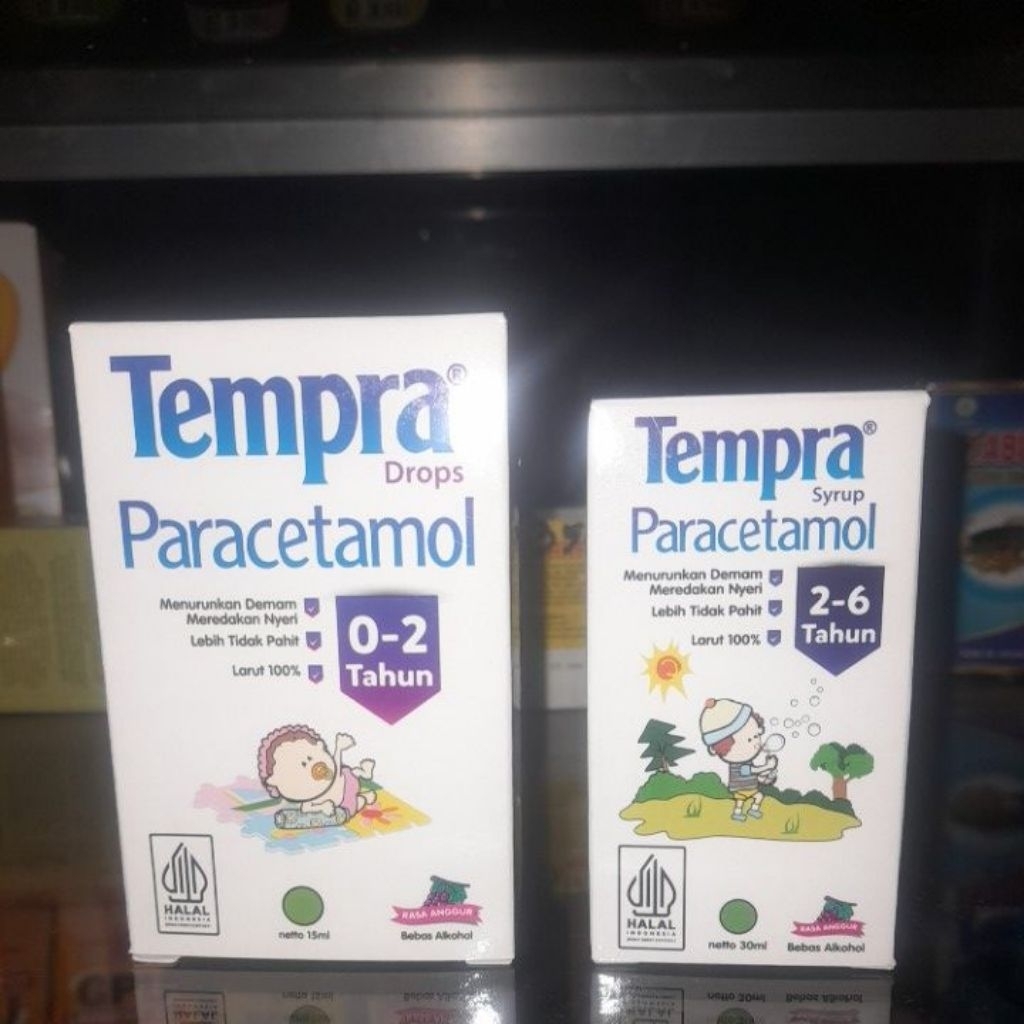 Tempra®
Drops
Paracetamol
Menurunkan Demam
Meredakan Nyeri
Lebih Tidak Pahit
Larut 100%
0-2
Tahun
HALAL
INDONESIA
netto 15ml
RASA ANGGUR
Bebas Alkohol
Tempra®
Syrup
Paracetamol
Menurunkan Demam
Meredakan Nyeri
Lebih Tidak Pahit
Larut 100%
2-6
Tahun
HALAL
INDONESIA
netto 30ml
RASA ANGGUR
Bebas Alkohol